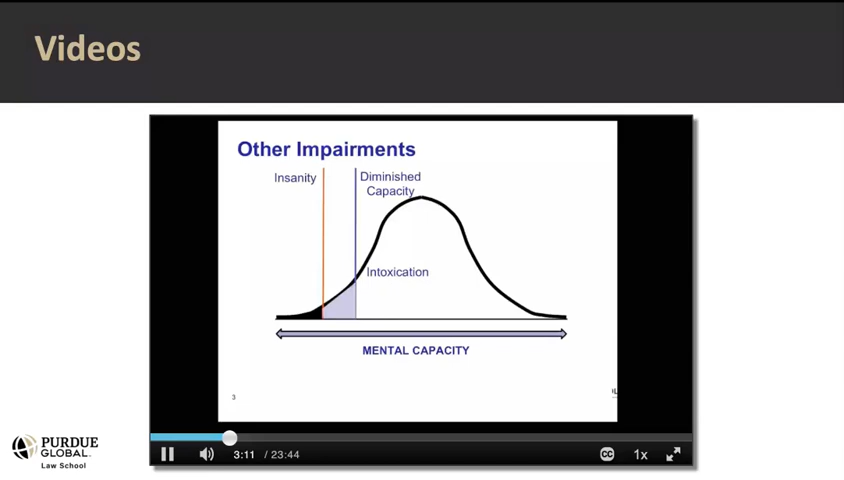 Videos
Other Impairments
Insanity
Diminished
Capacity
Intoxication
MENTAL CAPACITY
3
3:11 / 23:44
CC
1x
PURDUE
GLOBAL
Law School